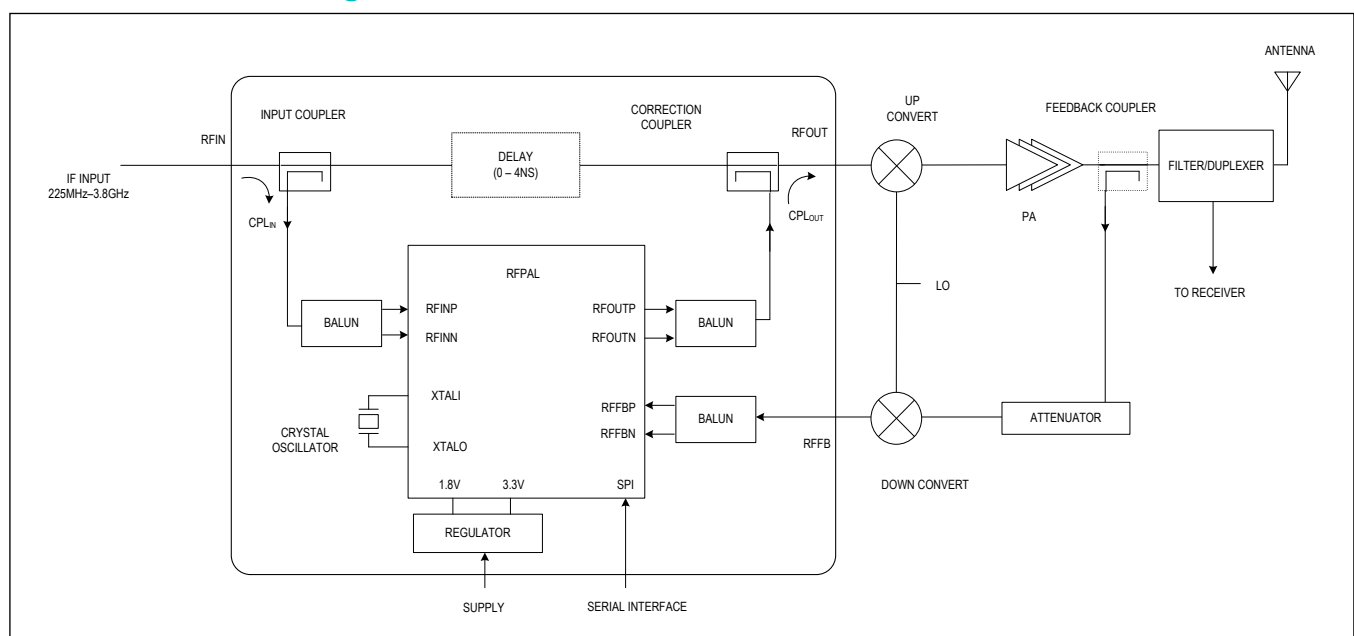 ANTENNA
UP
CONVERT
FEEDBACK COUPLER
INPUT COUPLER
CORRECTION
COUPLER
RFIN
RFOUT
DELAY
(0 – 4NS)
FILTER/DUPLEXER
IF INPUT
225MHz–3.8GHz
CPLIN
CPLOUT
PA
RFPAL
LO
TO RECEIVER
BALUN
RFINP
RFINN
RFOUTP
RFOUTN
BALUN
XTALI
XTALO
CRYSTAL
OSCILLATOR
RFFBP
RFFBN
BALUN
RFFB
ATTENUATOR
DOWN CONVERT
1.8V
3.3V
SPI
REGULATOR
SUPPLY
SERIAL INTERFACE